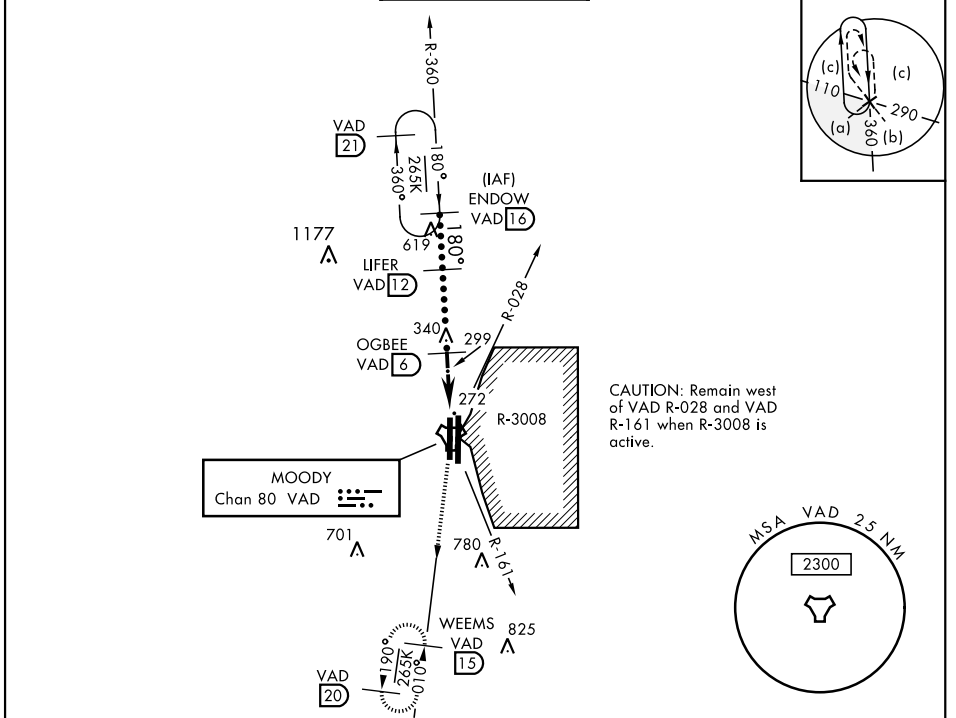 R-360
VAD
21
360°
265K
180°
(IAF)
ENDOW
VAD 16
1177
619
180°
LIFER
VAD 12
R-028
340
OGBEE
VAD 6
299
272
R-3008
CAUTION: Remain west
of VAD R-028 and VAD
R-161 when R-3008 is
active.
MOODY
Chan 80 VAD
701
780
R-161
WEEMS
VAD
15
825
190°
265K
010°
VAD
20
(c)
(c)
110
290
(a)
360
(b)
MSA VAD 25 NM
2300